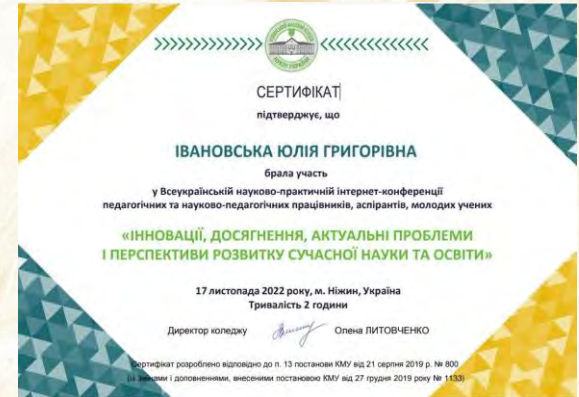 СЕРТИФІКАТ
підтверджує, що
ІВАНОВСЬКА ЮЛІЯ ГРИГОРІВНА
брала участь
у Всеукраїнській науково-практичній інтернет-конференції
педагогічних та науково-педагогічних працівників, аспірантів, молодих учених
«ІННОВАЦІЇ, ДОСЯГНЕННЯ, АКТУАЛЬНІ ПРОБЛЕМИ
І ПЕРСПЕКТИВИ РОЗВИТКУ СУЧАСНОЇ НАУКИ ТА ОСВІТИ»
17 листопада 2022 року, м. Ніжин, Україна
Тривалість 2 години
Директор коледжу Олена ЛИТОВЧЕНКО
Сертифікат розроблено відповідно до п. 13 постанови КМУ від 21 серпня 2019 р. № 800
(зі змінами і доповненнями, внесеними постановою КМУ від 27 грудня 2019 року № 1133)